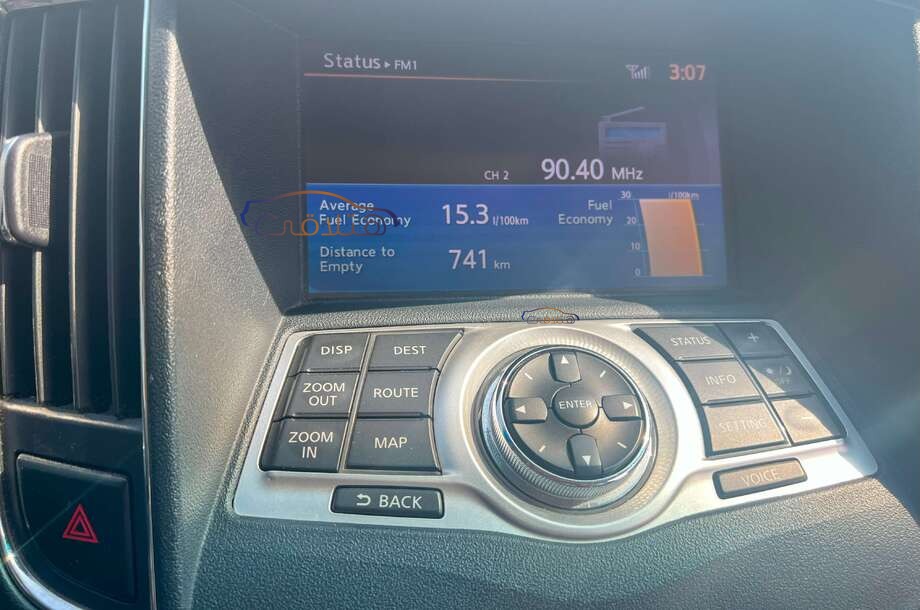 Status ▸ FM1
3:07
CH 2 90.40 MHz
Average
Fuel Economy
15.3 l/100km
Distance to
Empty
741 km
Fuel
Economy
l/100km
30
20
10
0
DISP
DEST
ZOOM
OUT
ROUTE
ZOOM
IN
MAP
BACK
ENTER
STATUS
+
INFO
OFF
SETTING
−
VOICE